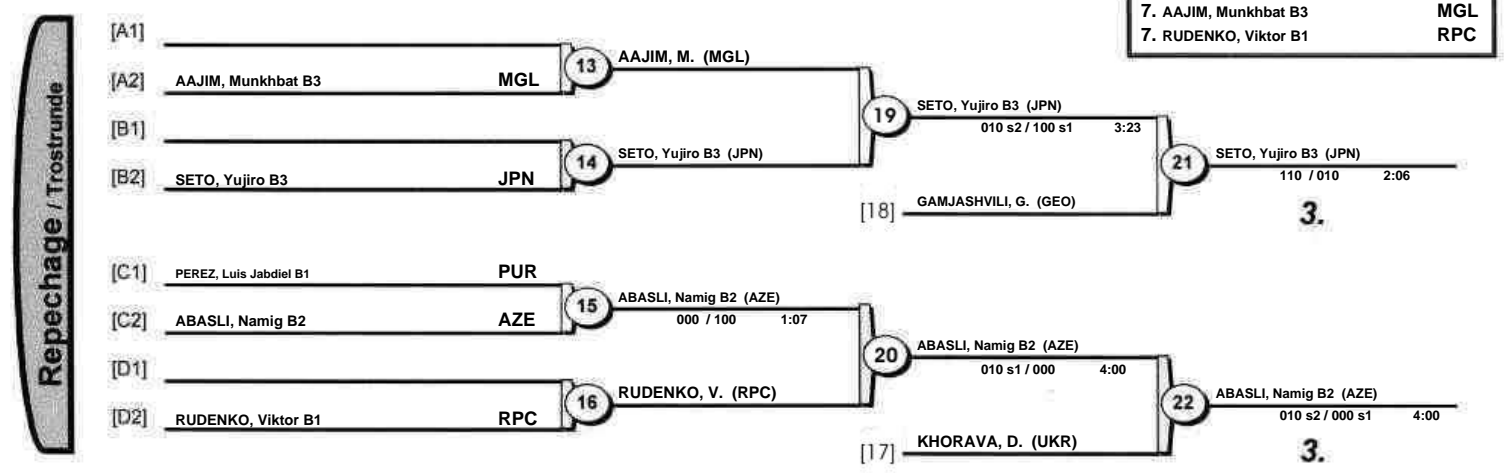 7. AAJIM, Munkhbat B3 MGL
7. RUDENKO, Viktor B1 RPC
Repechage / Trostrunde
[A1]
[A2] AAJIM, Munkhbat B3 MGL
13 AAJIM, M. (MGL)
[B1]
[B2] SETO, Yujiro B3 JPN
14 SETO, Yujiro B3 (JPN)
19 SETO, Yujiro B3 (JPN)
010 s2 / 100 s1 3:23
[18] GAMJASHVILI, G. (GEO)
21 SETO, Yujiro B3 (JPN)
110 / 010 2:06
3.
[C1] PEREZ, Luis Jabdiel B1 PUR
[C2] ABASLI, Namig B2 AZE
15 ABASLI, Namig B2 (AZE)
000 / 100 1:07
[D1]
[D2] RUDENKO, Viktor B1 RPC
16 RUDENKO, V. (RPC)
20 ABASLI, Namig B2 (AZE)
010 s1 / 000 4:00
[17] KHORAVA, D. (UKR)
22 ABASLI, Namig B2 (AZE)
010 s2 / 000 s1 4:00
3.